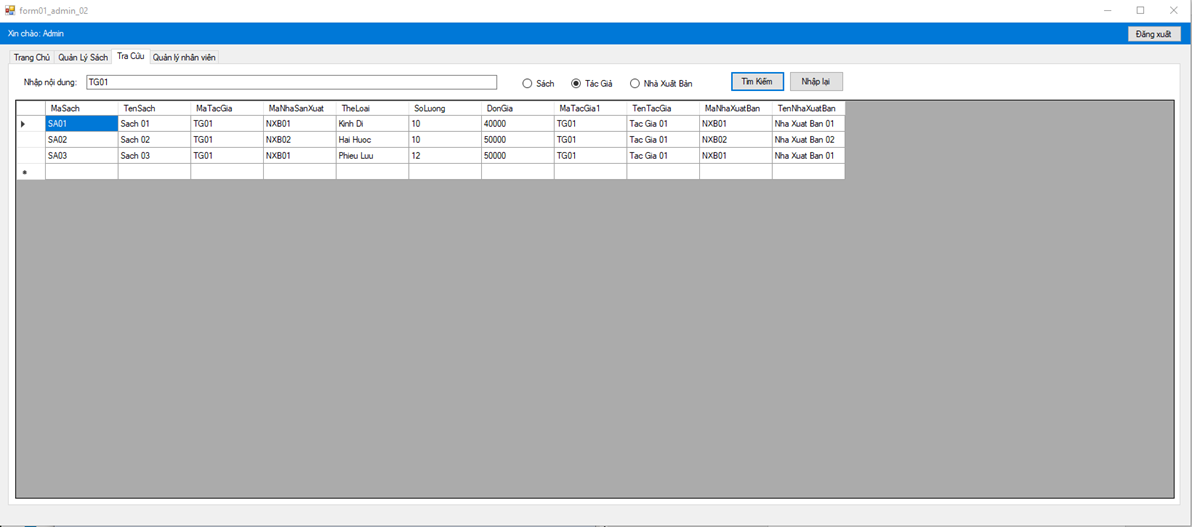 form01_admin_02
Xin chào: Admin
Đăng xuất
Trang Chủ Quản Lý Sách Tra Cứu Quản lý nhân viên
Nhập nội dung: TG01 Sách Tác Giả Nhà Xuất Bản Tìm Kiếm Nhập lại
MaSach TenSach MaTacGia MaNhaSanXuat TheLoai SoLuong DonGia MaTacGia1 TenTacGia MaNhaXuatBan TenNhaXuatBan
SA01 Sach 01 TG01 NXB01 Kinh Di 10 40000 TG01 Tac Gia 01 NXB01 Nha Xuat Ban 01
SA02 Sach 02 TG01 NXB02 Hai Huoc 10 50000 TG01 Tac Gia 01 NXB02 Nha Xuat Ban 02
SA03 Sach 03 TG01 NXB01 Phieu Luu 12 50000 TG01 Tac Gia 01 NXB01 Nha Xuat Ban 01